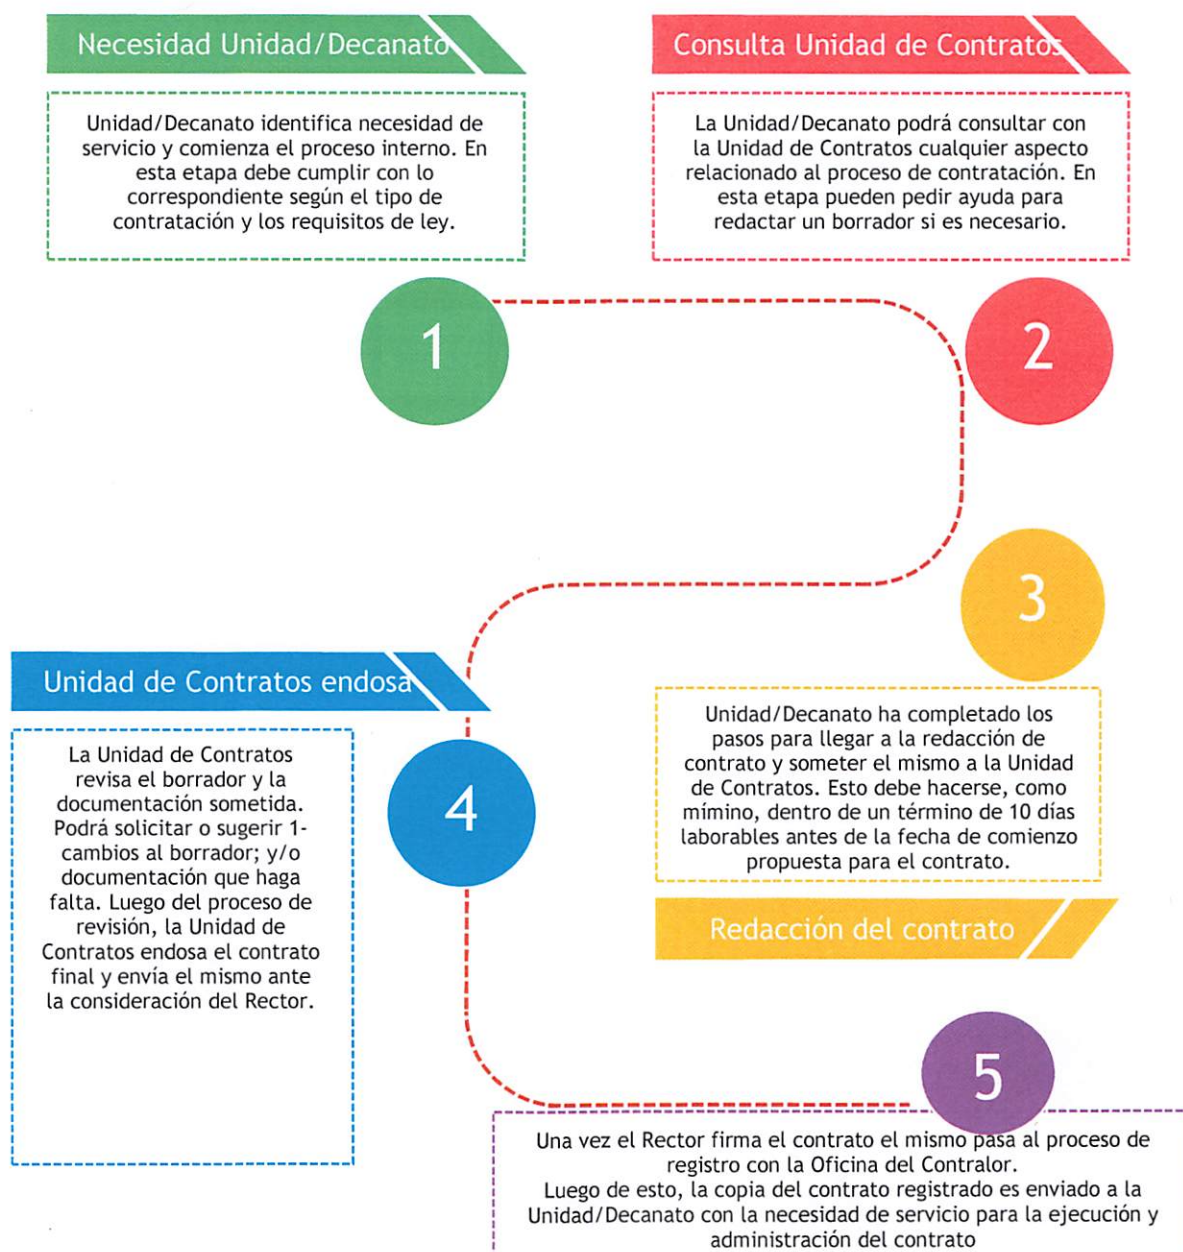 Necesidad Unidad/Decanato
Unidad/Decanato identifica necesidad de
servicio y comienza el proceso interno. En
esta etapa debe cumplir con lo
correspondiente según el tipo de
contratación y los requisitos de ley.
1
Consulta Unidad de Contratos
La Unidad/Decanato podrá consultar con
la Unidad de Contratos cualquier aspecto
relacionado al proceso de contratación. En
esta etapa pueden pedir ayuda para
redactar un borrador si es necesario.
2
3
Unidad/Decanato ha completado los
pasos para llegar a la redacción de
contrato y someter el mismo a la Unidad
de Contratos. Esto debe hacerse, como
mímino, dentro de un término de 10 días
laborables antes de la fecha de comienzo
propuesta para el contrato.
Redacción del contrato
Unidad de Contratos endosa
La Unidad de Contratos
revisa el borrador y la
documentación sometida.
Podrá solicitar o sugerir 1-
cambios al borrador; y/o
documentación que haga
falta. Luego del proceso de
revisión, la Unidad de
Contratos endosa el contrato
final y envía el mismo ante
la consideración del Rector.
4
5
Una vez el Rector firma el contrato el mismo pasa al proceso de
registro con la Oficina del Contralor.
Luego de esto, la copia del contrato registrado es enviado a la
Unidad/Decanato con la necesidad de servicio para la ejecución y
administración del contrato